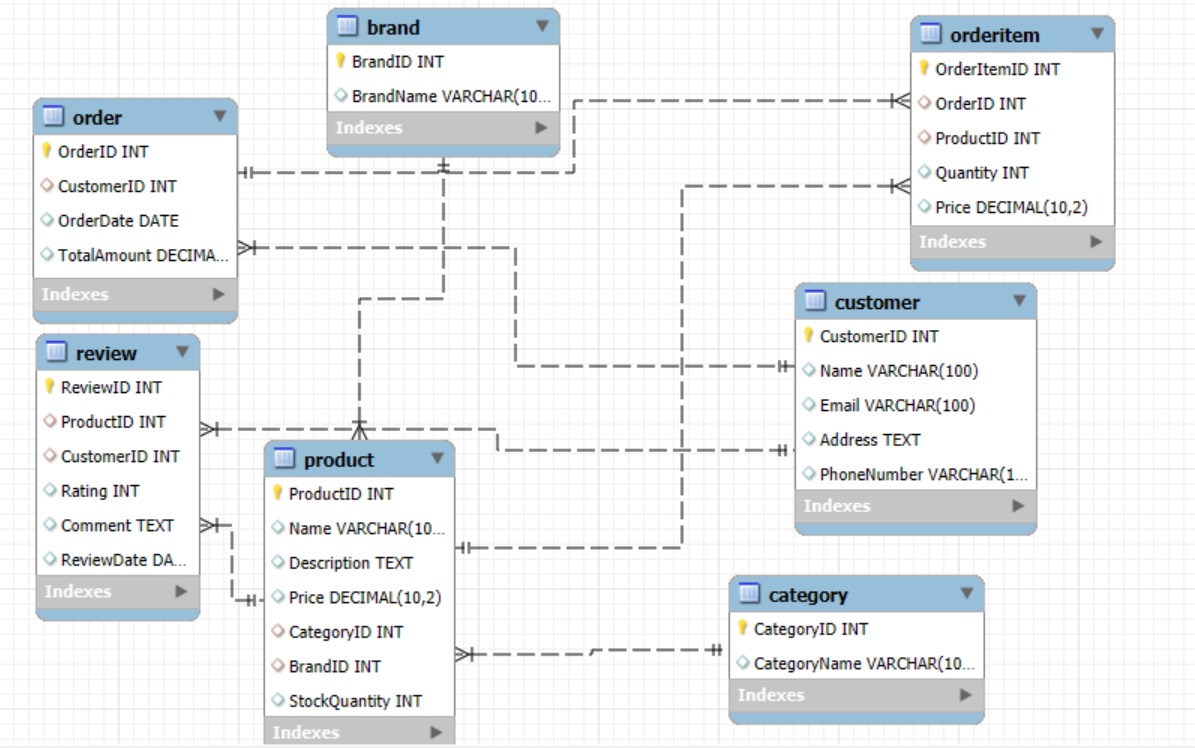 brand
BrandID INT
BrandName VARCHAR(10...
Indexes
orderitem
OrderItemID INT
OrderID INT
ProductID INT
Quantity INT
Price DECIMAL(10,2)
Indexes
order
OrderID INT
CustomerID INT
OrderDate DATE
TotalAmount DECIMA...
Indexes
customer
CustomerID INT
Name VARCHAR(100)
Email VARCHAR(100)
Address TEXT
PhoneNumber VARCHAR(1...
Indexes
review
ReviewID INT
ProductID INT
CustomerID INT
Rating INT
Comment TEXT
ReviewDate DA...
Indexes
product
ProductID INT
Name VARCHAR(10...
Description TEXT
Price DECIMAL(10,2)
CategoryID INT
BrandID INT
StockQuantity INT
Indexes
category
CategoryID INT
CategoryName VARCHAR(10...
Indexes